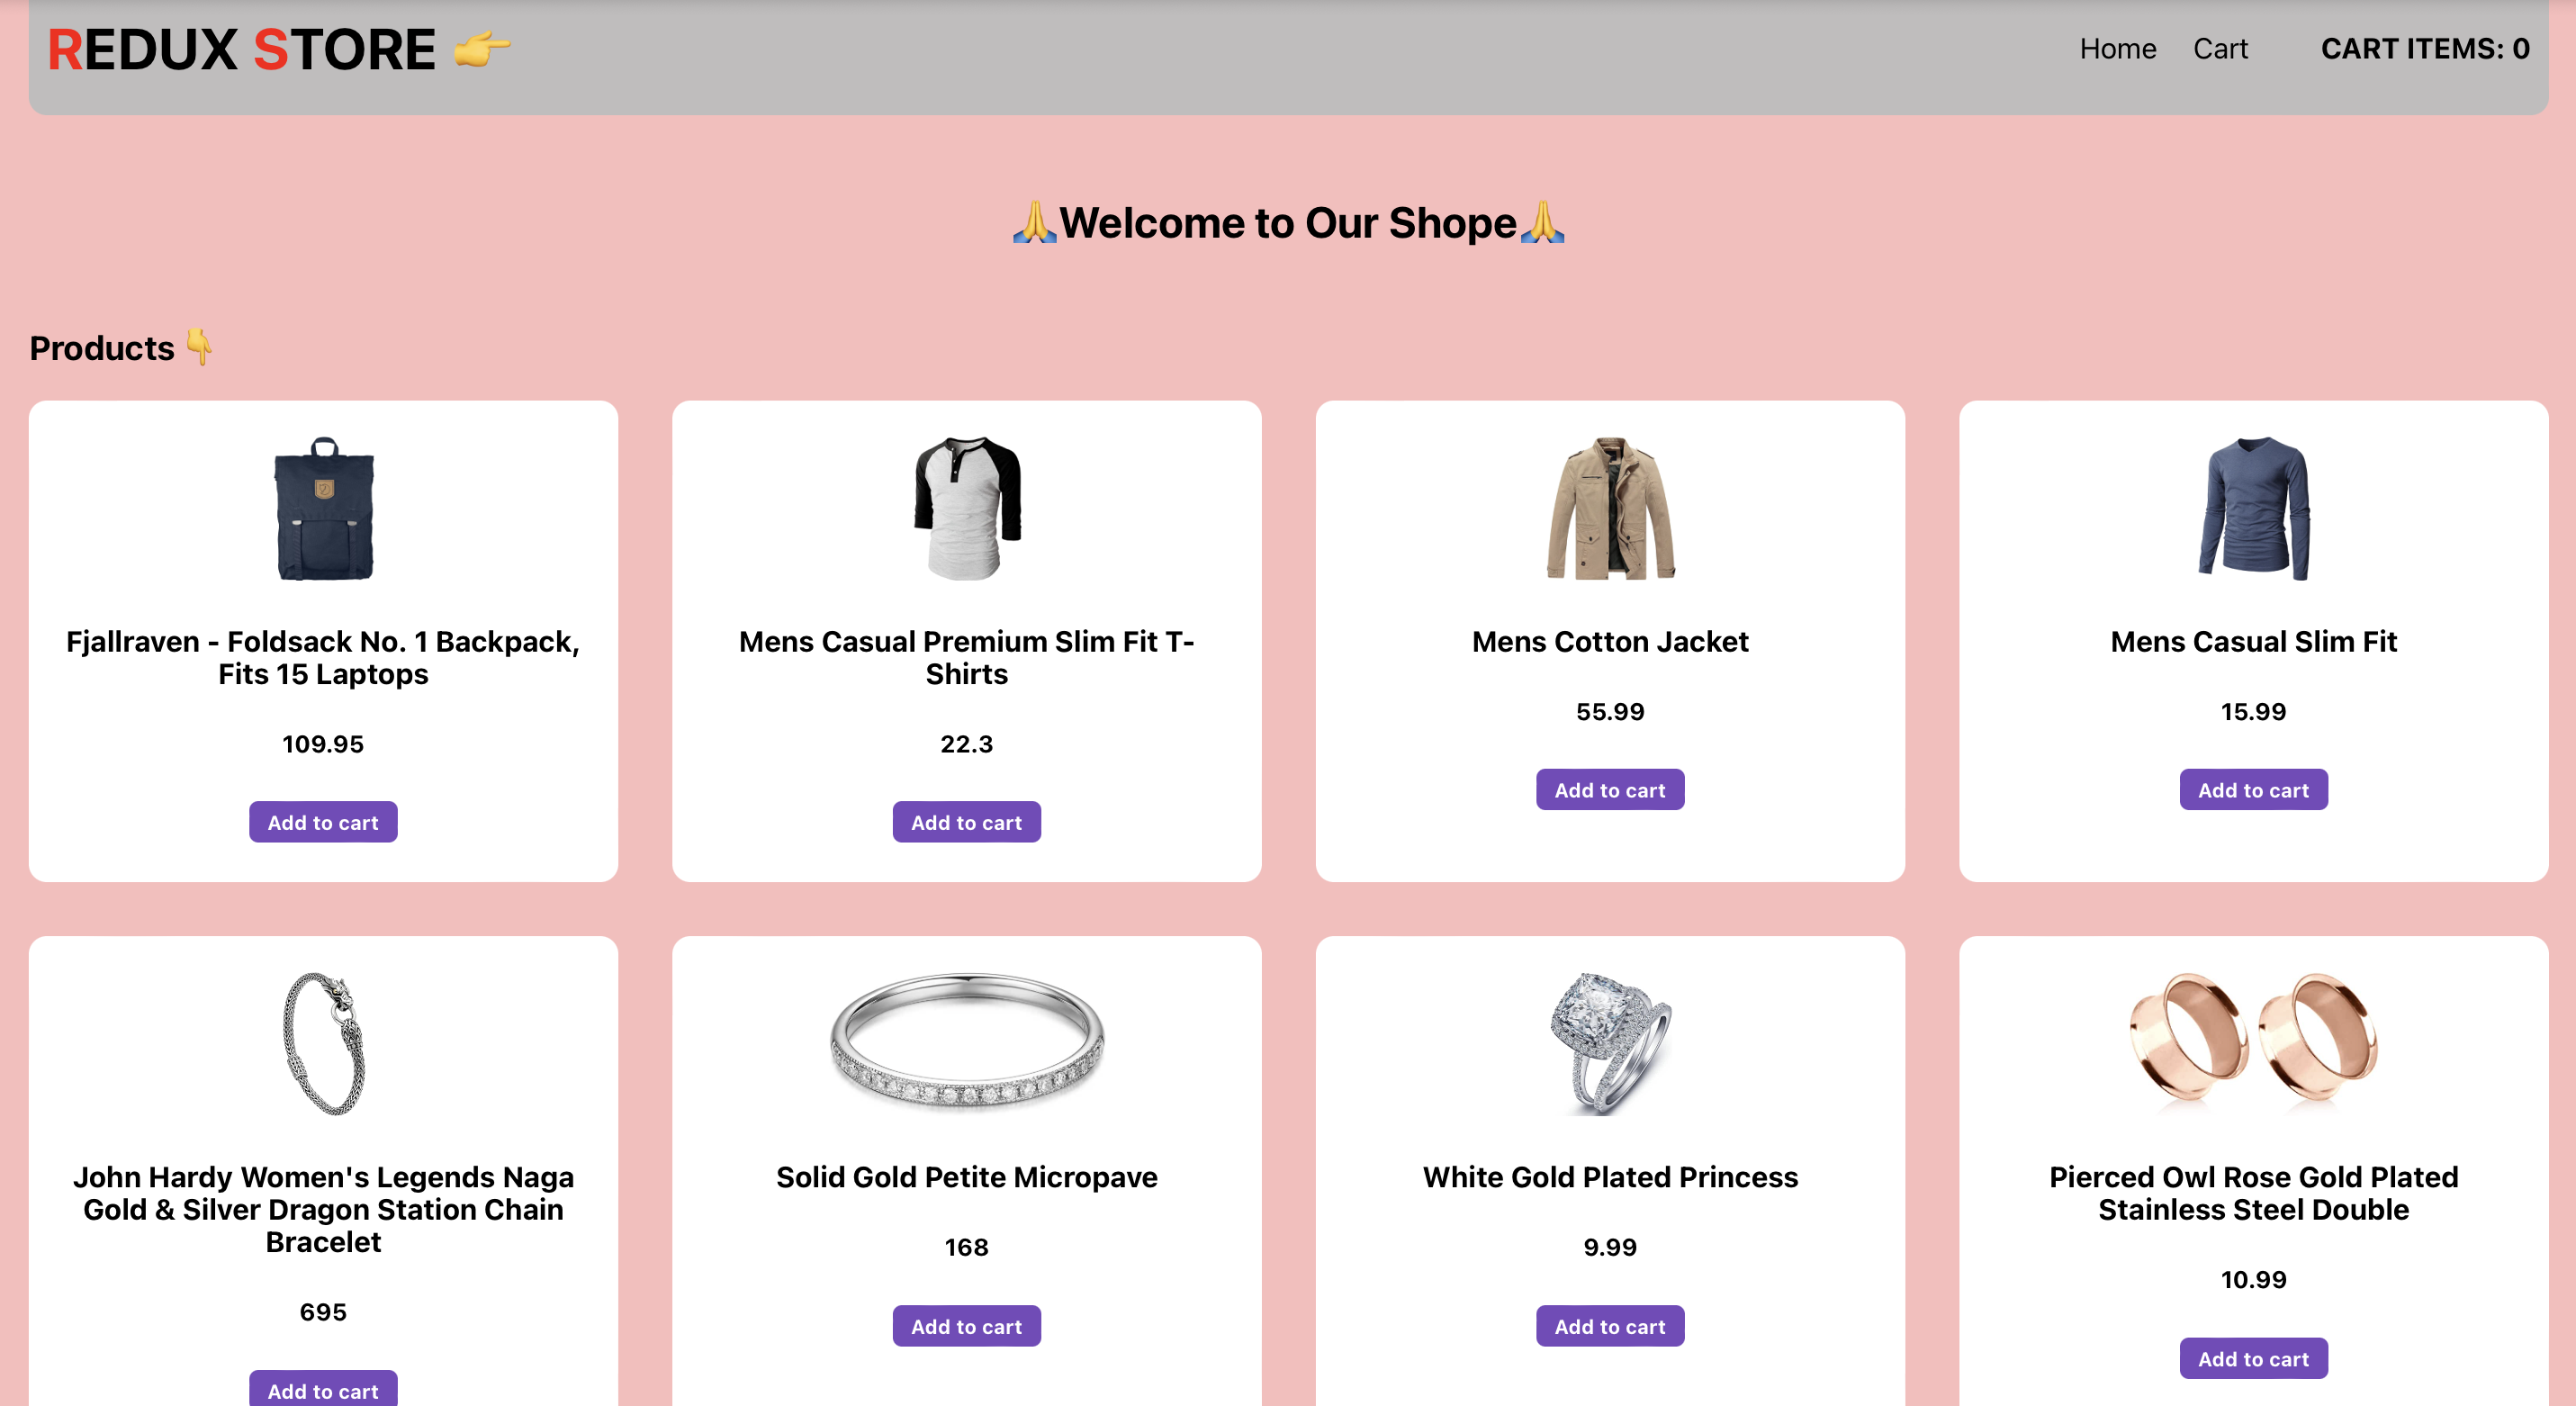 REDUX STORE 👉
Home
Cart
CART ITEMS: 0
🙏Welcome to Our Shope🙏
Products 👇
Fjallraven - Foldsack No. 1 Backpack,
Fits 15 Laptops
109.95
Add to cart
Mens Casual Premium Slim Fit T-
Shirts
22.3
Add to cart
Mens Cotton Jacket
55.99
Add to cart
Mens Casual Slim Fit
15.99
Add to cart
John Hardy Women's Legends Naga
Gold & Silver Dragon Station Chain
Bracelet
695
Add to cart
Solid Gold Petite Micropave
168
Add to cart
White Gold Plated Princess
9.99
Add to cart
Pierced Owl Rose Gold Plated
Stainless Steel Double
10.99
Add to cart